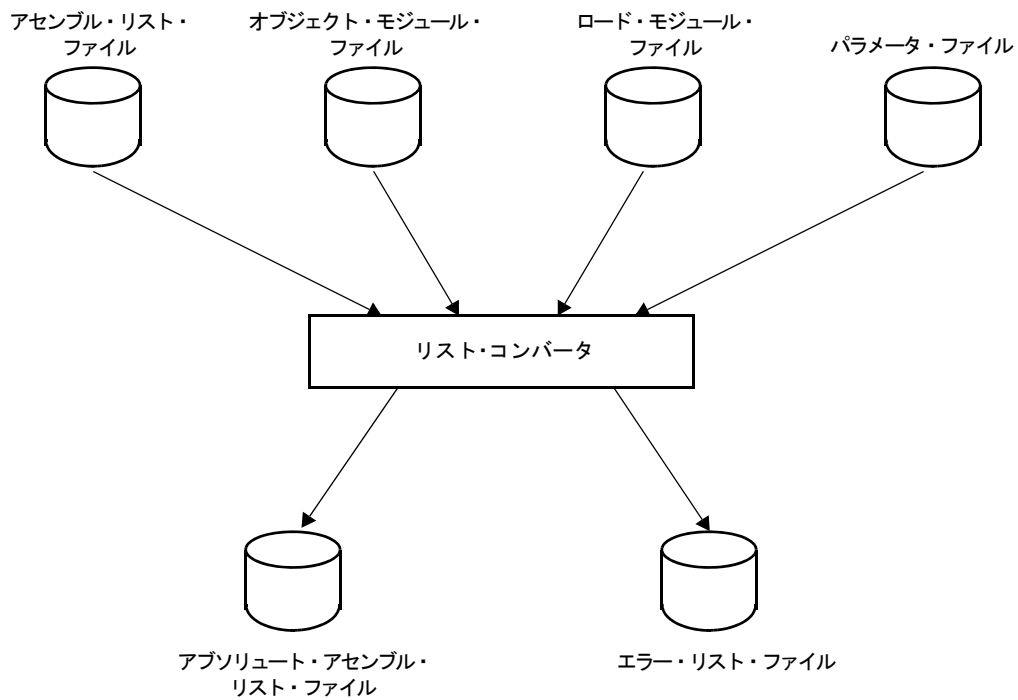 アセンブル・リスト・
ファイル
オブジェクト・モジュール・
ファイル
ロード・モジュール・
ファイル
パラメータ・ファイル
リスト・コンバータ
アブソリュート・アセンブル・
リスト・ファイル
エラー・リスト・ファイル